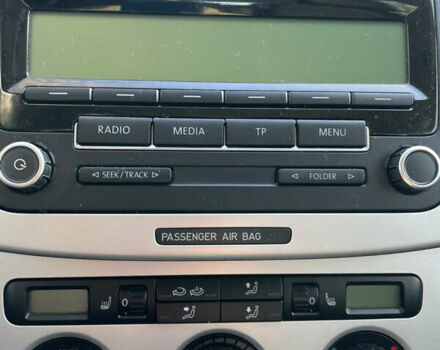 RADIO MEDIA TP MENU
◁ SEEK/TRACK ▷ ◁ FOLDER ▷
PASSENGER AIR BAG
0 0